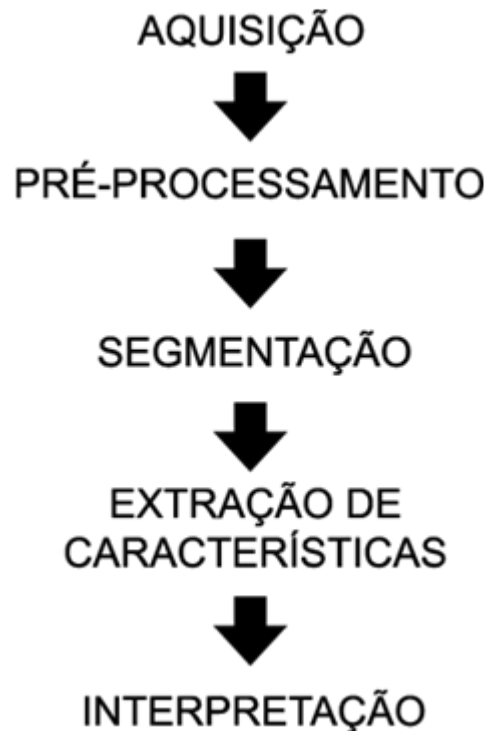 AQUISIÇÃO
PRÉ-PROCESSAMENTO
SEGMENTAÇÃO
EXTRAÇÃO DE
CARACTERÍSTICAS
INTERPRETAÇÃO